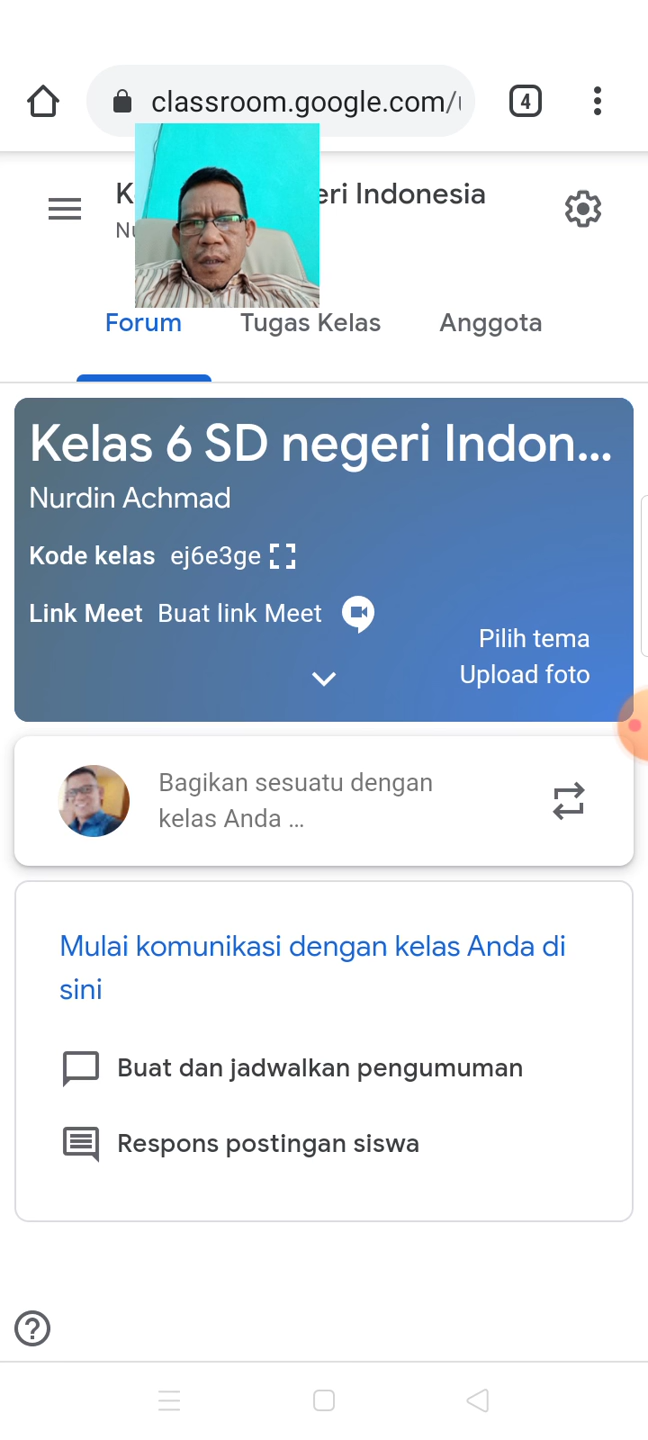 classroom.google.com/
4
eri Indonesia
Forum
Tugas Kelas
Anggota
Kelas 6 SD negeri Indon...
Nurdin Achmad
Kode kelas ej6e3ge
Link Meet Buat link Meet
Pilih tema
Upload foto
Bagikan sesuatu dengan
kelas Anda ...
Mulai komunikasi dengan kelas Anda di
sini
Buat dan jadwalkan pengumuman
Respons postingan siswa